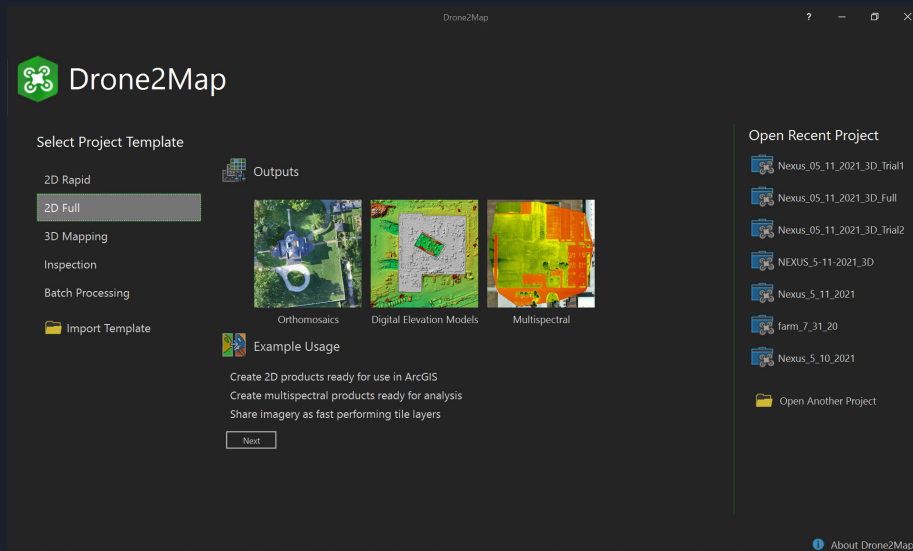 Drone2Map
?
Drone2Map
Select Project Template
2D Rapid
2D Full
3D Mapping
Inspection
Batch Processing
Import Template
Outputs
Orthomosaics
Digital Elevation Models
Multispectral
Example Usage
Create 2D products ready for use in ArcGIS
Create multispectral products ready for analysis
Share imagery as fast performing tile layers
Next
Open Recent Project
Nexus_05_11_2021_3D_Trial1
Nexus_05_11_2021_3D_Full
Nexus_05_11_2021_3D_Trial2
NEXUS_5-11-2021_3D
Nexus_5_11_2021
farm_7_31_20
Nexus_5_10_2021
Open Another Project
About Drone2Map